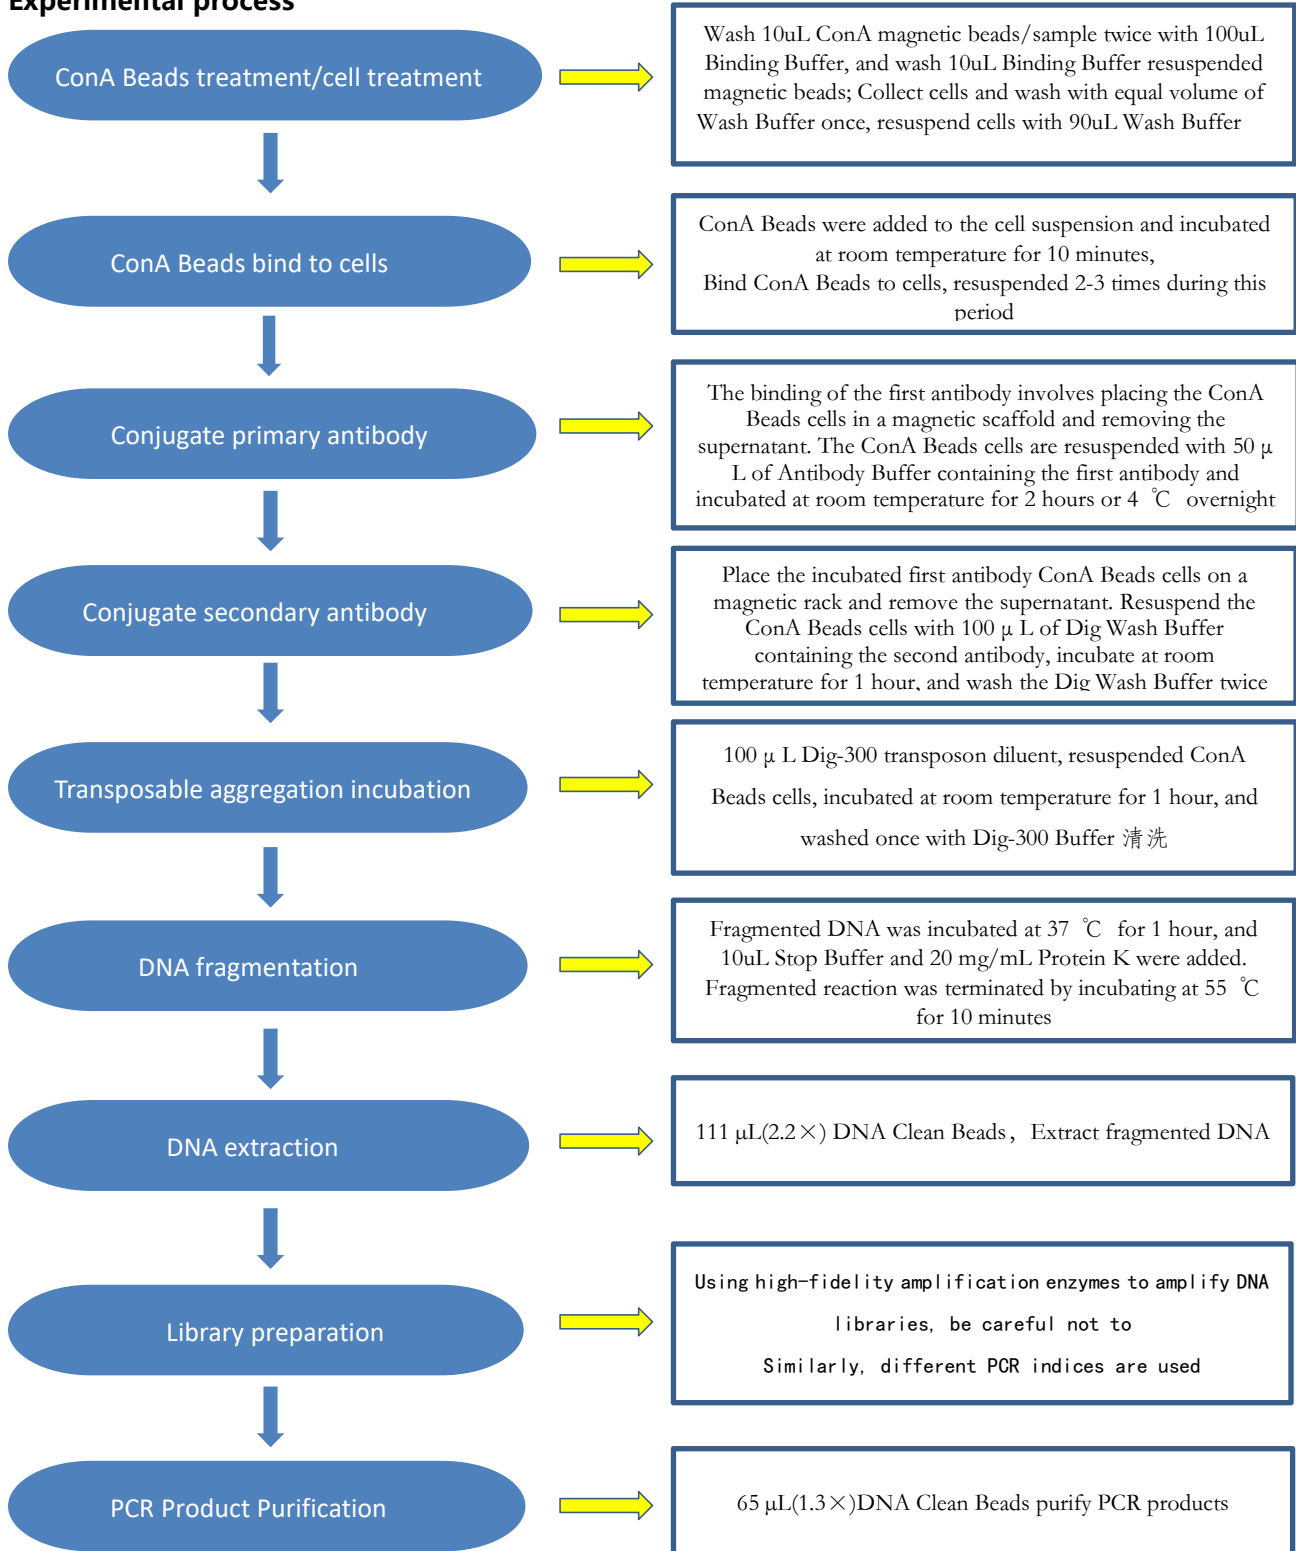 Experimental process
ConA Beads treatment/cell treatment
Wash 10uL ConA magnetic beads/sample twice with 100uL
Binding Buffer, and wash 10uL Binding Buffer resuspended
magnetic beads; Collect cells and wash with equal volume of
Wash Buffer once, resuspend cells with 90uL Wash Buffer
ConA Beads bind to cells
ConA Beads were added to the cell suspension and incubated
at room temperature for 10 minutes,
Bind ConA Beads to cells, resuspended 2-3 times during this
period
Conjugate primary antibody
The binding of the first antibody involves placing the ConA
Beads cells in a magnetic scaffold and removing the
supernatant. The ConA Beads cells are resuspended with 50 μ
L of Antibody Buffer containing the first antibody and
incubated at room temperature for 2 hours or 4 ℃ overnight
Conjugate secondary antibody
Place the incubated first antibody ConA Beads cells on a
magnetic rack and remove the supernatant. Resuspend the
ConA Beads cells with 100 μ L of Dig Wash Buffer
containing the second antibody, incubate at room
temperature for 1 hour, and wash the Dig Wash Buffer twice
Transposable aggregation incubation
100 μ L Dig-300 transposon diluent, resuspended ConA
Beads cells, incubated at room temperature for 1 hour, and
washed once with Dig-300 Buffer 清洗
DNA fragmentation
Fragmented DNA was incubated at 37 ℃ for 1 hour, and
10uL Stop Buffer and 20 mg/mL Protein K were added.
Fragmented reaction was terminated by incubating at 55 ℃
for 10 minutes
DNA extraction
111 μL(2.2×) DNA Clean Beads，Extract fragmented DNA
Library preparation
Using high-fidelity amplification enzymes to amplify DNA
libraries, be careful not to
Similarly, different PCR indices are used
PCR Product Purification
65 μL(1.3×)DNA Clean Beads purify PCR products